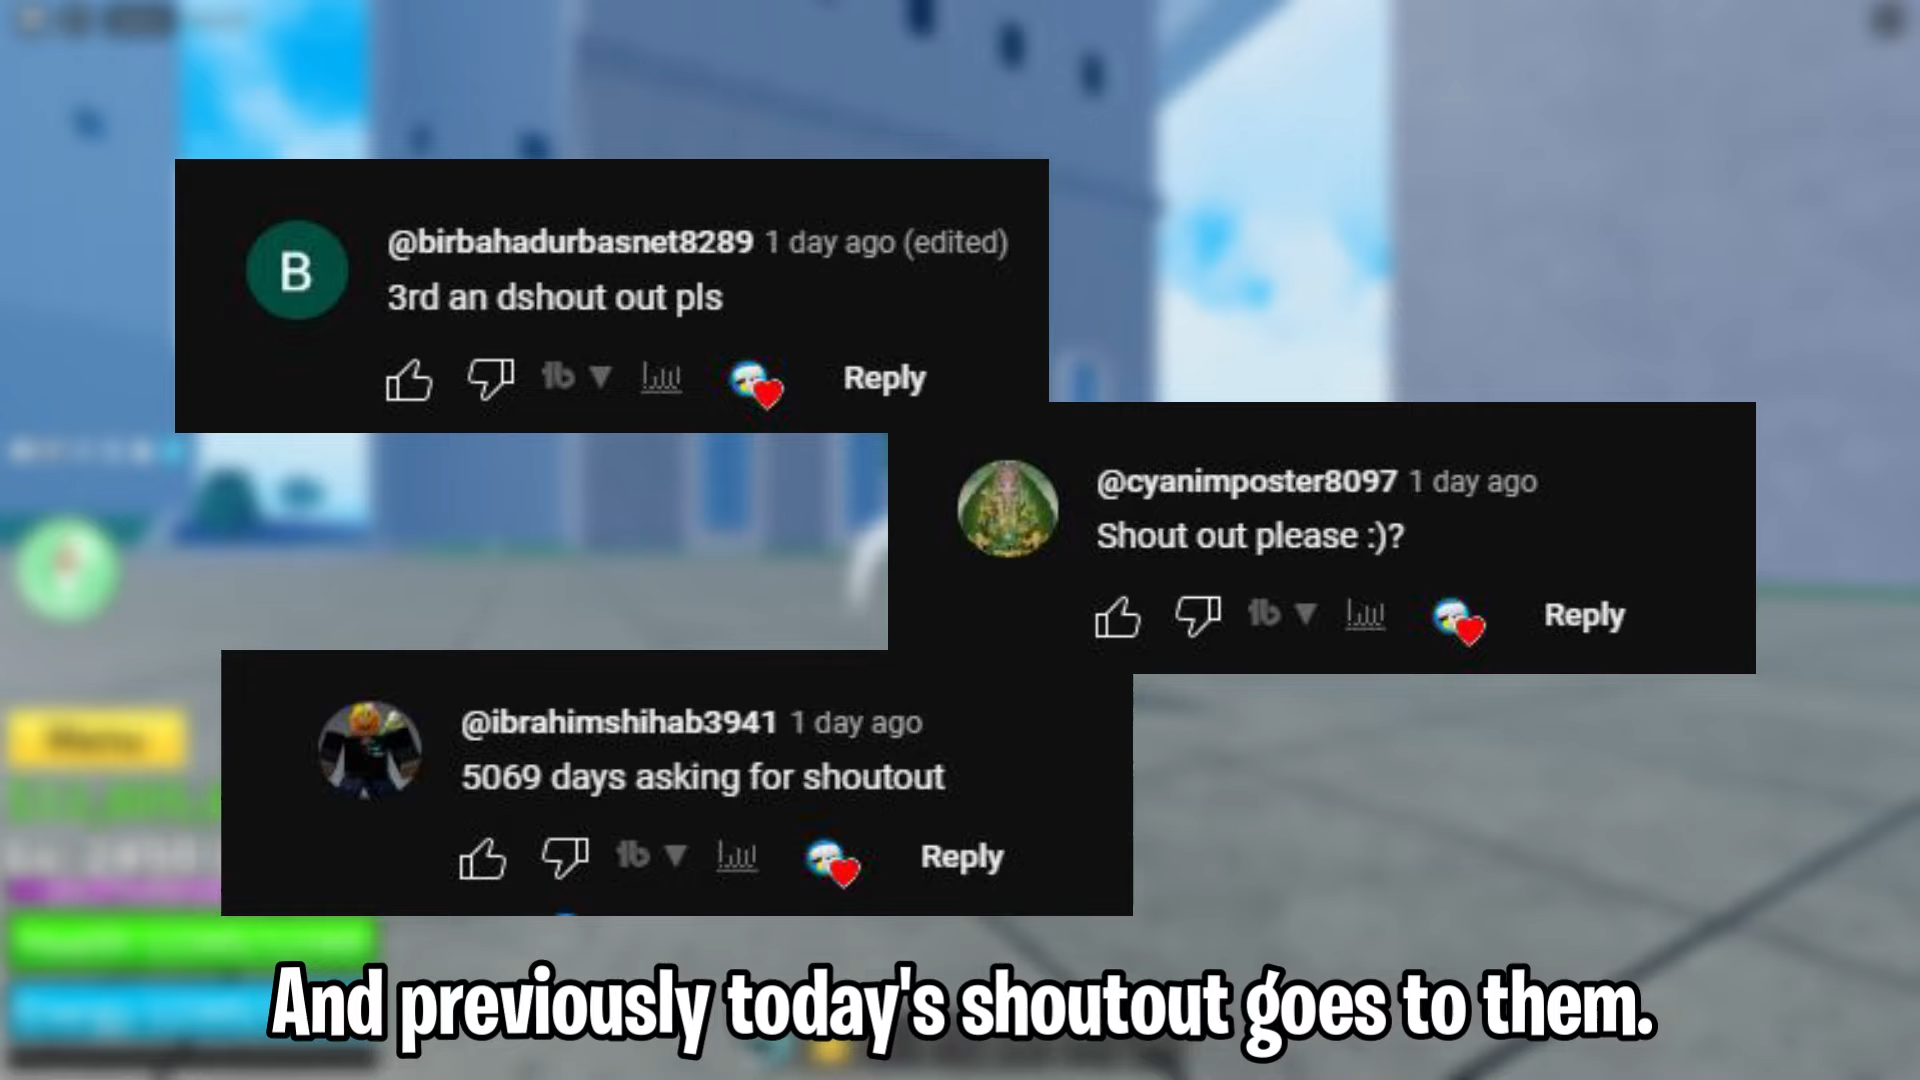 @birbahadurbasnet8289 1 day ago (edited)
B
3rd an dshout out pls
Reply
@cyanimposter8097 1 day ago
Shout out please :)?
Reply
@ibrahimshihab3941 1 day ago
5069 days asking for shoutout
Reply
Menu
And previously today's shoutout goes to them.